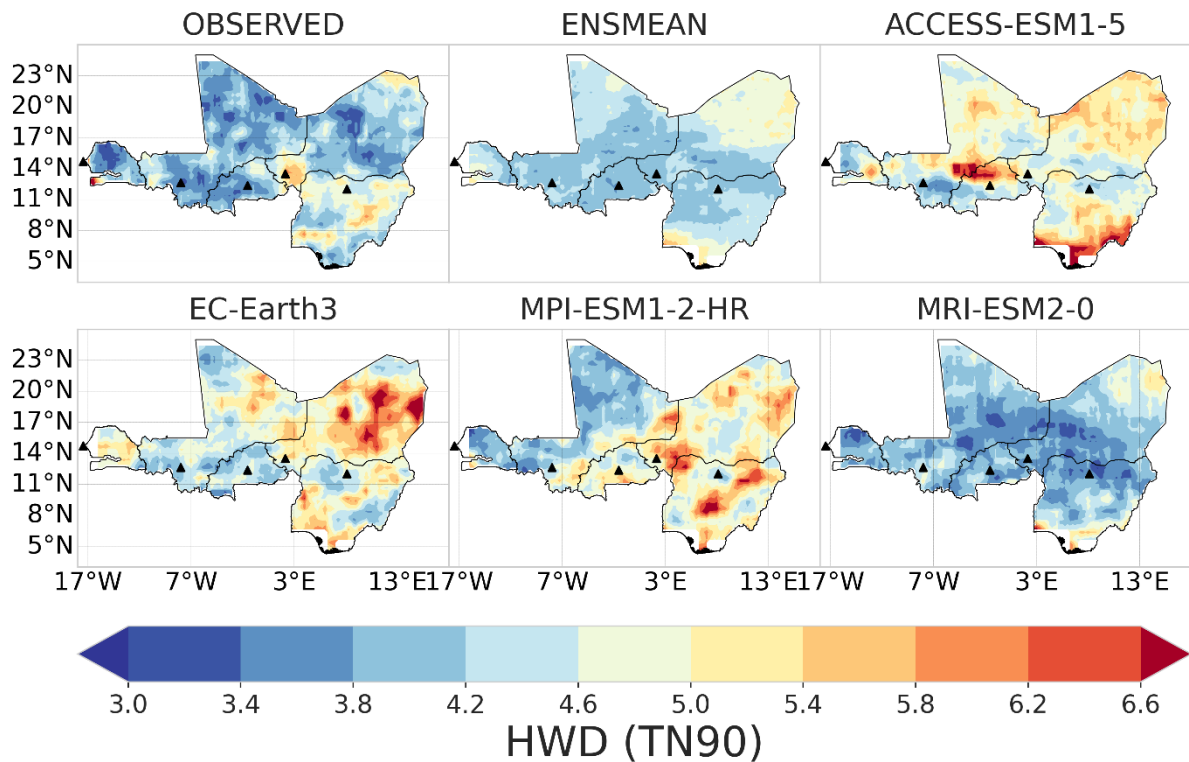 OBSERVED ENSMEAN ACCESS-ESM1-5
23°N
20°N
17°N
14°N
11°N
8°N
5°N
EC-Earth3 MPI-ESM1-2-HR MRI-ESM2-0
23°N
20°N
17°N
14°N
11°N
8°N
5°N
17°W 7°W 3°E 13°E 17°W 7°W 3°E 13°E 17°W 7°W 3°E 13°E
3.0 3.4 3.8 4.2 4.6 5.0 5.4 5.8 6.2 6.6
HWD (TN90)